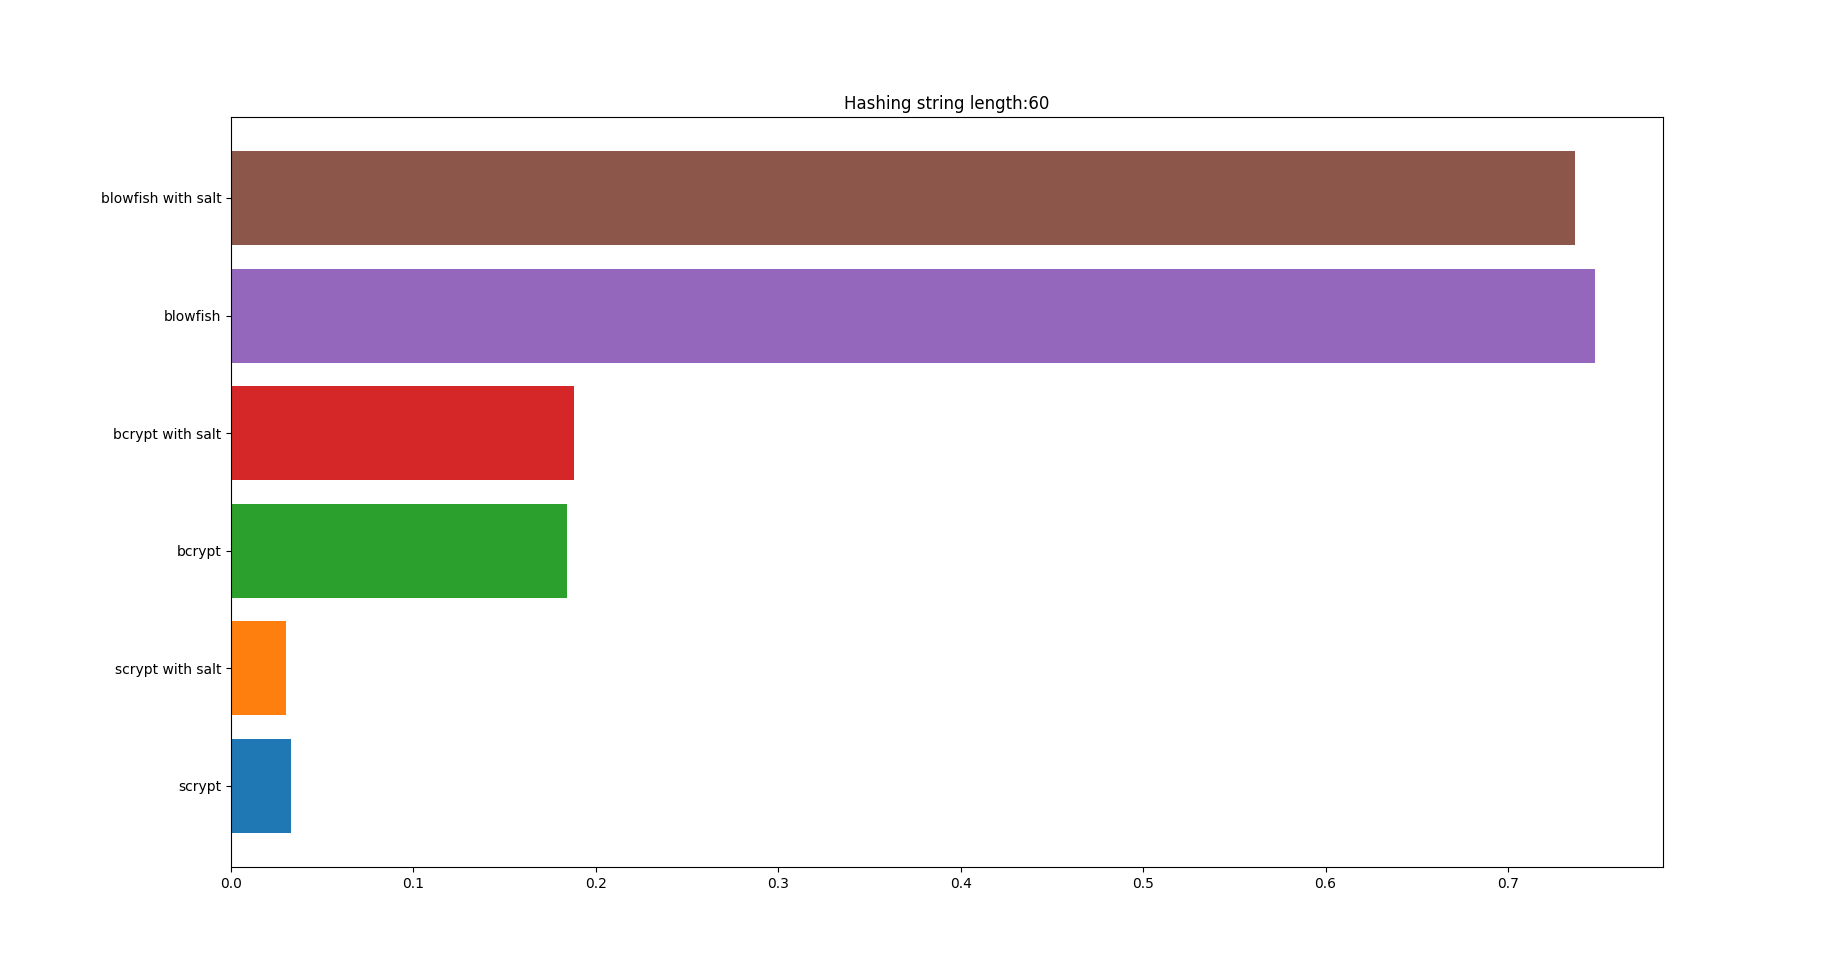 Hashing string length:60
blowfish with salt
blowfish
bcrypt with salt
bcrypt
scrypt with salt
scrypt
0.0 0.1 0.2 0.3 0.4 0.5 0.6 0.7